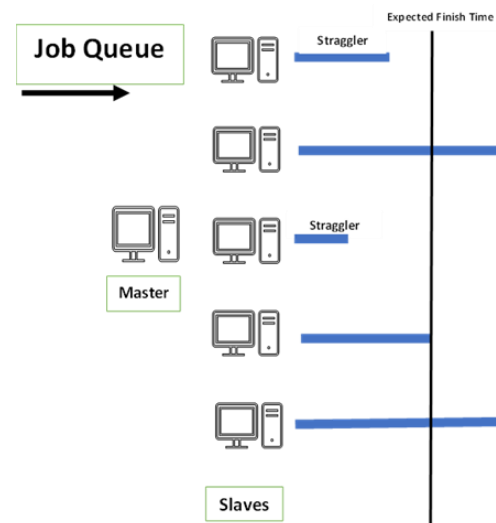 Expected Finish Time
Job Queue
Straggler
Straggler
Master
Slaves